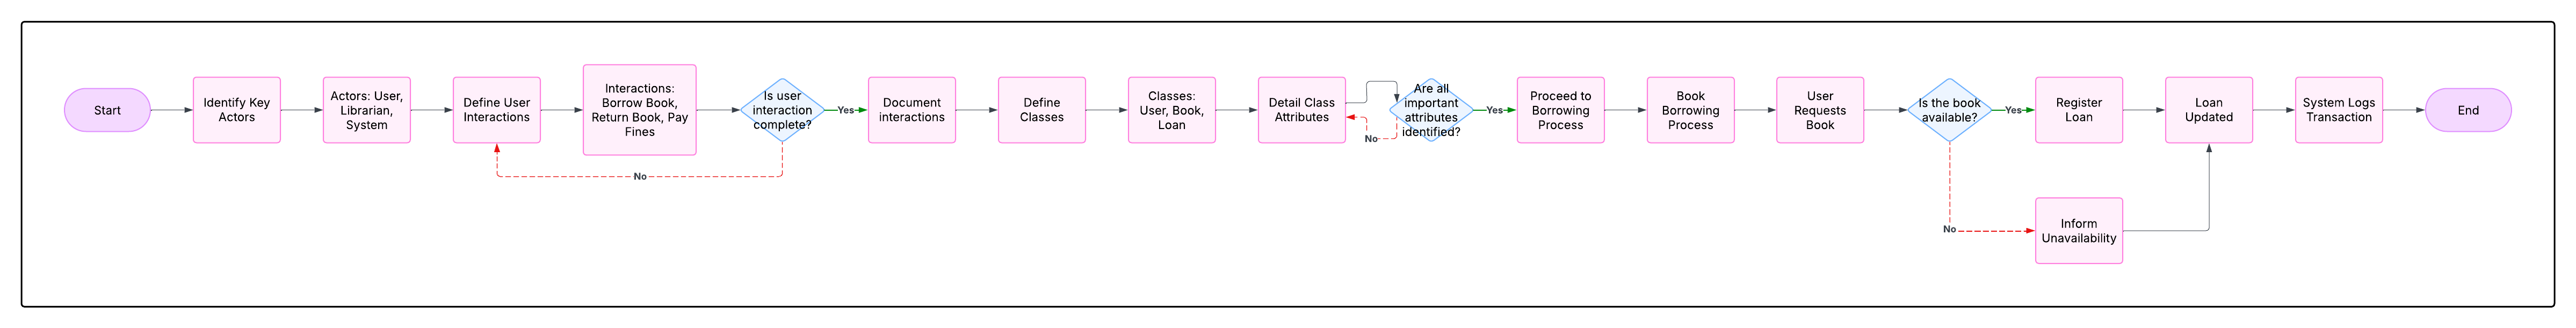 Start
Identify Key
Actors
Actors: User,
Librarian,
System
Define User
Interactions
Interactions:
Borrow Book,
Return Book, Pay
Fines
Is user
interaction
complete?
Yes
No
Document
interactions
Define
Classes
Classes:
User, Book,
Loan
Detail Class
Attributes
Are all
important
attributes
identified?
No
Yes
Proceed to
Borrowing
Process
Book
Borrowing
Process
User
Requests
Book
Is the book
available?
Yes
No
Register
Loan
Inform
Unavailability
Loan
Updated
System Logs
Transaction
End